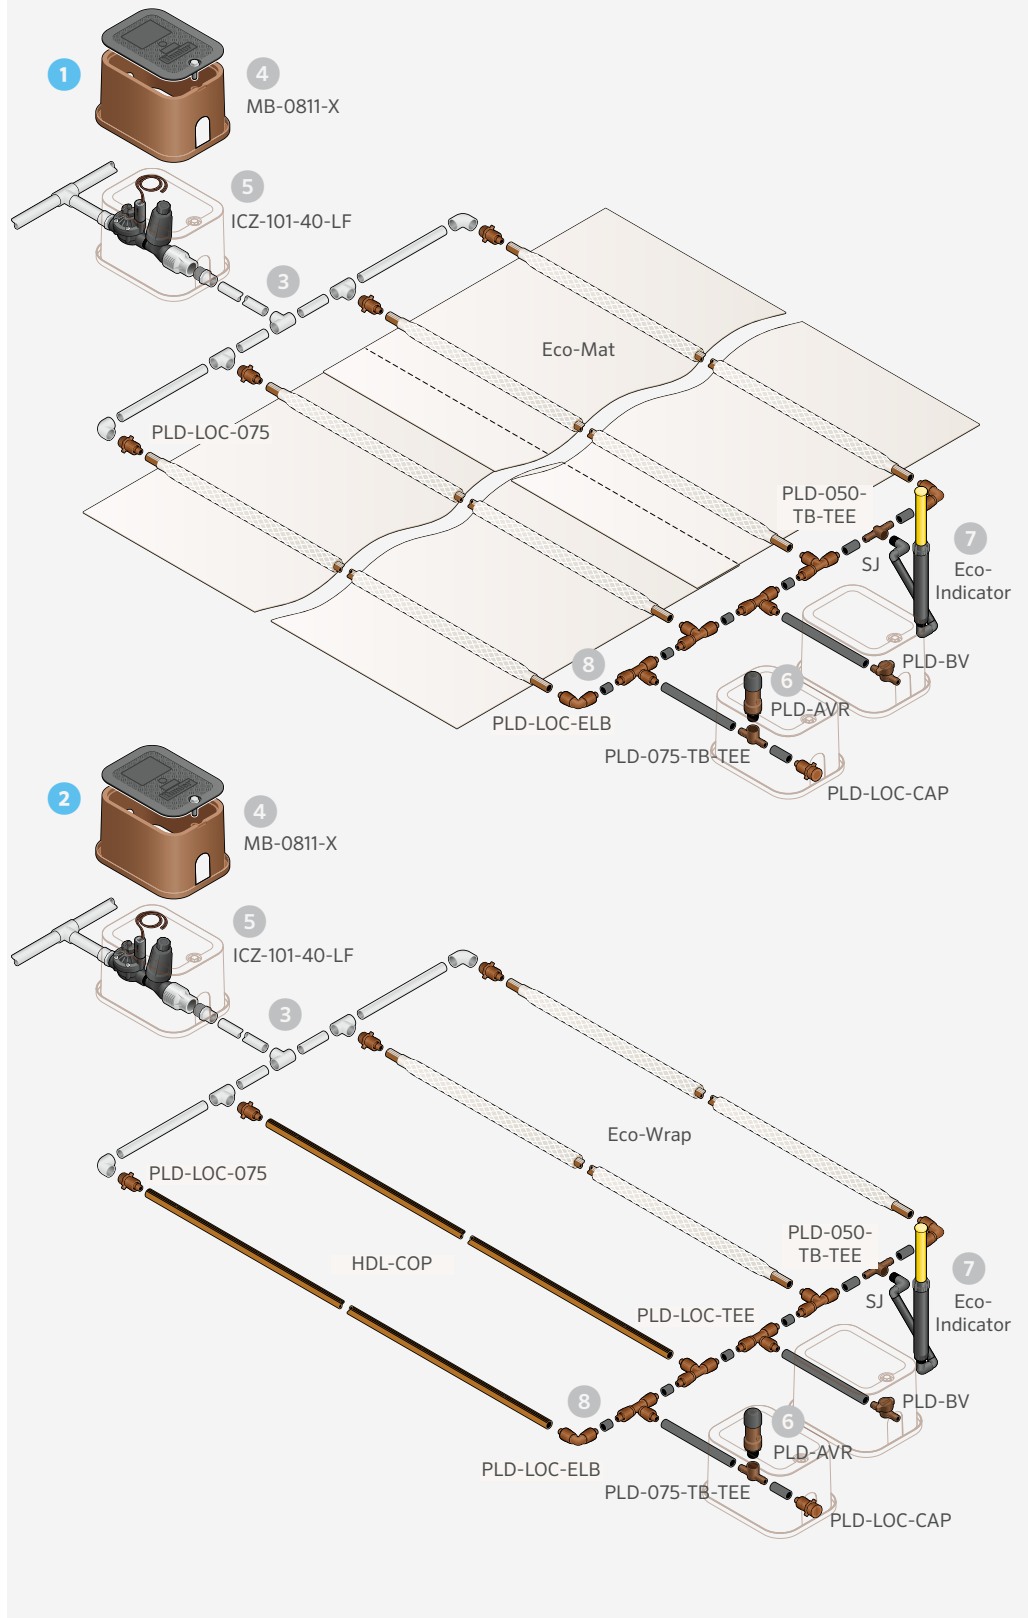 1
4
MB-0811-X
5
ICZ-101-40-LF
3
Eco-Mat
PLD-LOC-075
PLD-050-
TB-TEE
7
SJ
Eco-
Indicator
8
PLD-BV
6
PLD-AVR
PLD-LOC-ELB
PLD-075-TB-TEE
PLD-LOC-CAP
2
4
MB-0811-X
5
ICZ-101-40-LF
3
Eco-Wrap
PLD-LOC-075
PLD-050-
TB-TEE
HDL-COP
7
SJ
Eco-
Indicator
PLD-LOC-TEE
8
PLD-BV
6
PLD-AVR
PLD-LOC-ELB
PLD-075-TB-TEE
PLD-LOC-CAP